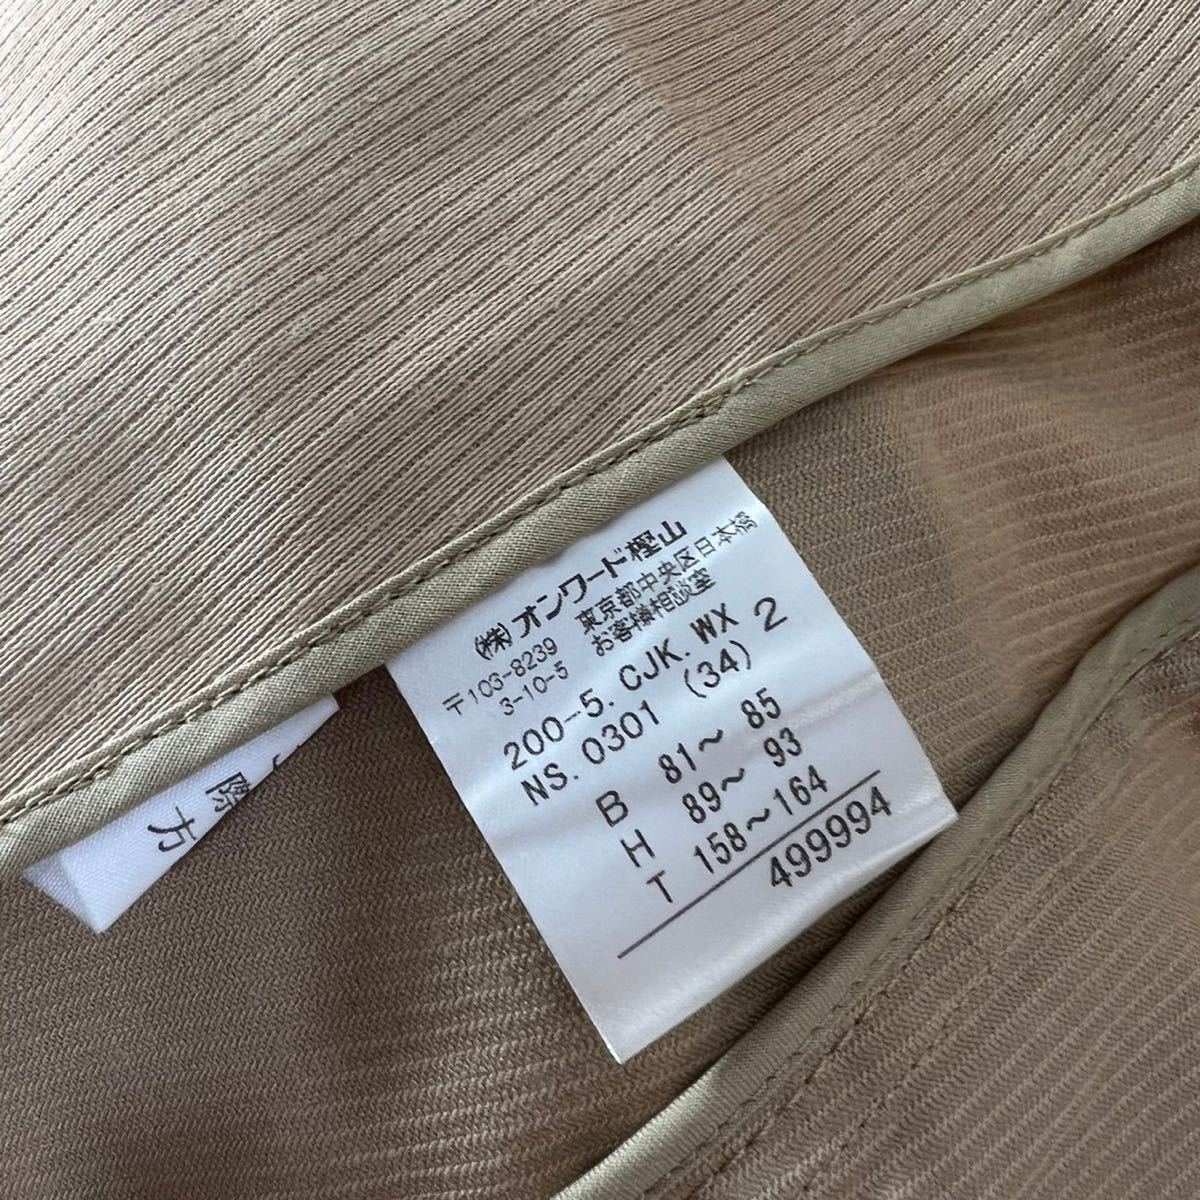 (株)オンワード樫山
〒103-8239 東京都中央区日本橋
3-10-5 お客様相談室
200-5. CJK. WX 2
NS. 0301 (34)
B 81～ 85
H 89～ 93
T 158～164
499994
際
方